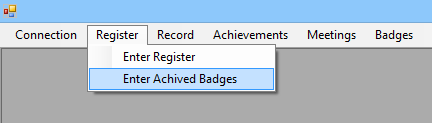 Connection Register Record Achievements Meetings Badges
Enter Register
Enter Achived Badges